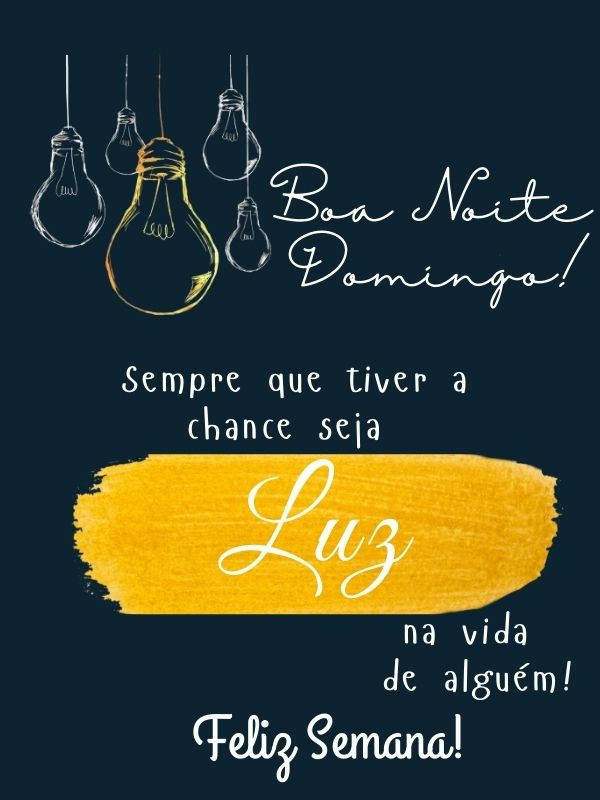 Boa Noite
Domingo!
Sempre que tiver a
chance seja
Luz
na vida
de alguém!
Feliz Semana!